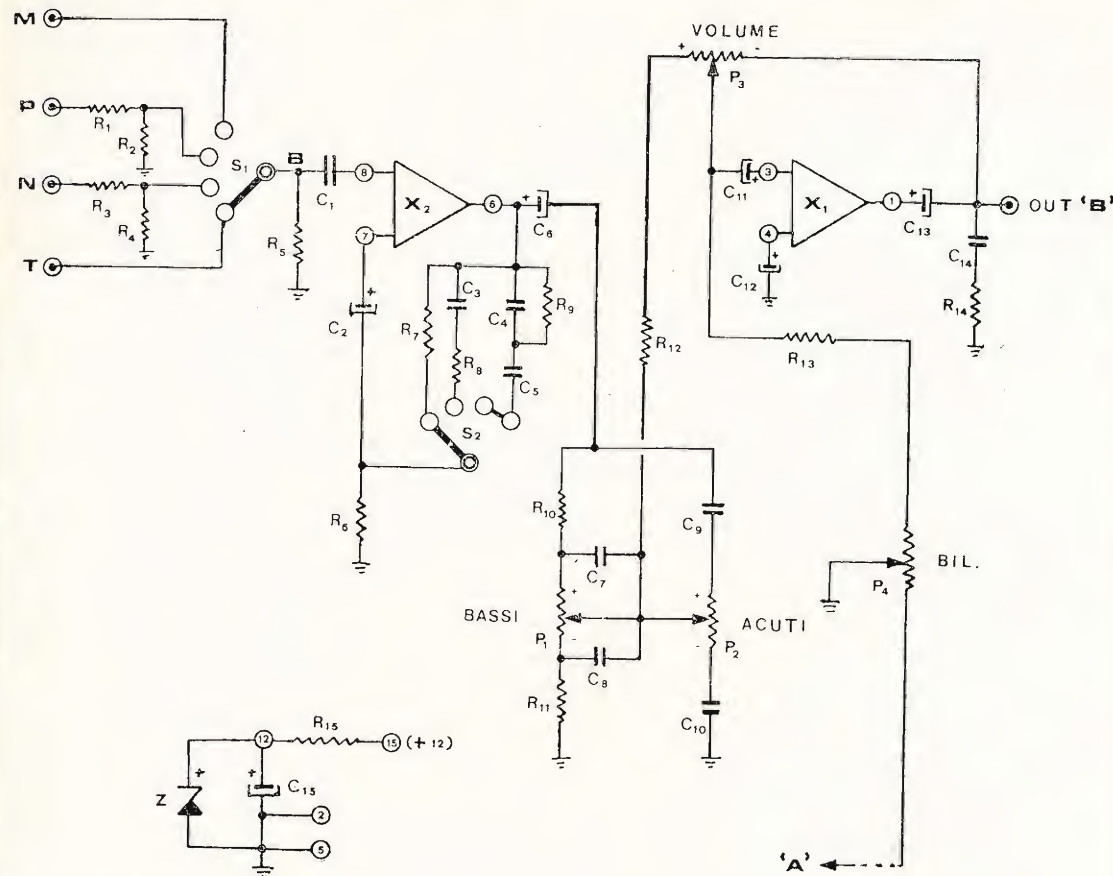 M
VOLUME
+ -
P3
P
R1
R2
S1
N
R3
R4
B
C1
8
X2
6
+
C6
R5
7
T
C11
+
3
X1
1
+
C13
OUT 'B'
4
+
C12
C14
R14
+
C2
R7
C3
R8
C4
R9
C5
S2
R12
R13
R6
R10
C7
C9
+
BASSI
P1
-
C8
+
ACUTI
P2
-
R11
C10
BIL.
P4
12
R15
15 (+12)
+
Z
+
C15
2
5
'A'